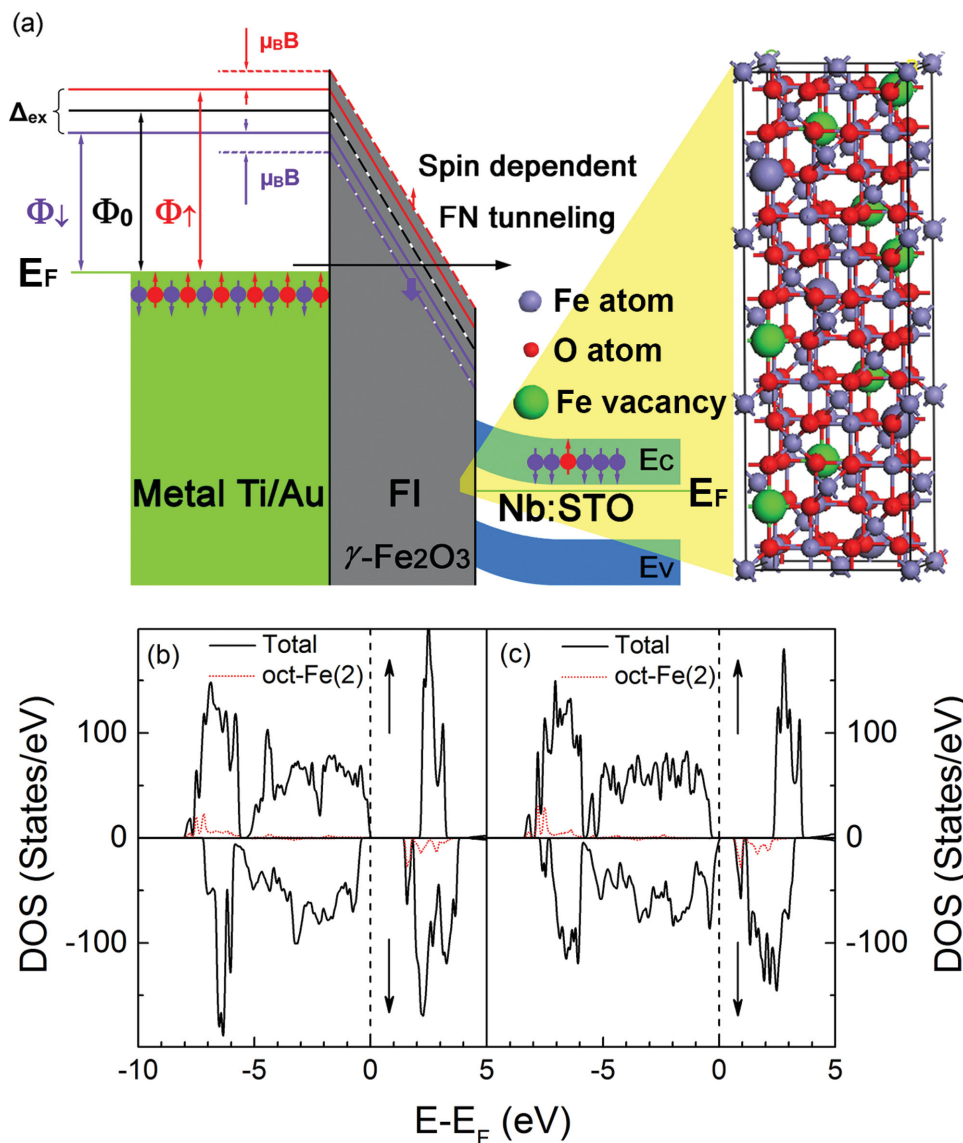 (a)
μBB
Δex
μBB
Φ↓ Φ0 Φ↑
Spin dependent
FN tunneling
EF
Fe atom
O atom
Fe vacancy
Ec
Metal Ti/Au FI Nb:STO EF
γ-Fe2O3
Ev
(b) Total
oct-Fe(2)
(c) Total
oct-Fe(2)
DOS (States/eV)
100
0
-100
100
0
-100
DOS (States/eV)
-10 -5 0 5 -5 0 5
E-EF (eV)